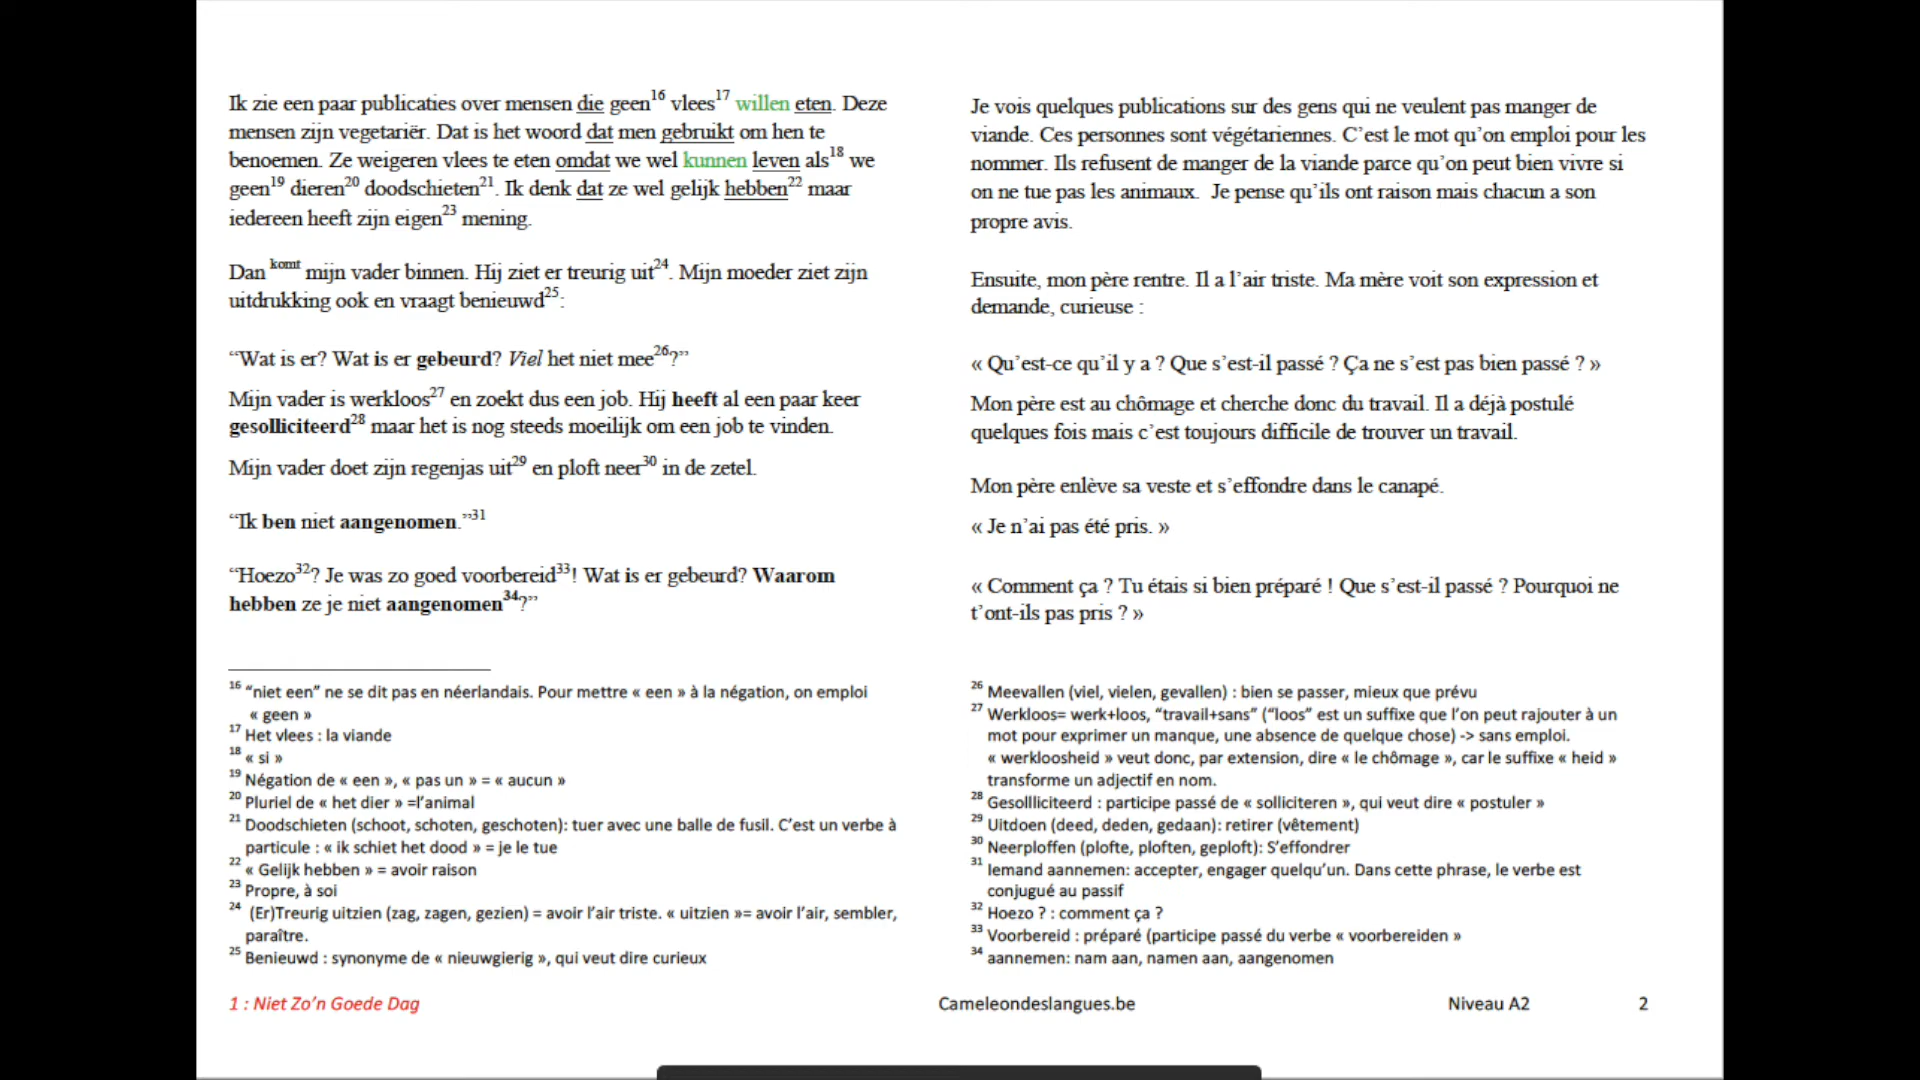 Ik zie een paar publicaties over mensen die geen16 vlees17 willen eten. Deze
mensen zijn vegetariër. Dat is het woord dat men gebruikt om hen te
benoemen. Ze weigeren vlees te eten omdat we wel kunnen leven als18 we
geen19 dieren20 doodschieten21. Ik denk dat ze wel gelijk hebben22 maar
iedereen heeft zijn eigen23 mening.
Dan komt mijn vader binnen. Hij ziet er treurig uit24. Mijn moeder ziet zijn
uitdrukking ook en vraagt benieuwd25:
“Wat is er? Wat is er gebeurd? Viel het niet mee26?”
Mijn vader is werkloos27 en zoekt dus een job. Hij heeft al een paar keer
gesolliciteerd28 maar het is nog steeds moeilijk om een job te vinden.
Mijn vader doet zijn regenjas uit29 en ploft neer30 in de zetel.
“Ik ben niet aangenomen.”31
“Hoezo32? Je was zo goed voorbereid33! Wat is er gebeurd? Waarom
hebben ze je niet aangenomen34?”
16 “niet een” ne se dit pas en néerlandais. Pour mettre « een » à la négation, on emploi
« geen »
17 Het vlees : la viande
18 « si »
19 Négation de « een », « pas un » = « aucun »
20 Pluriel de « het dier » =l’animal
21 Doodschieten (schoot, schoten, geschoten): tuer avec une balle de fusil. C’est un verbe à
particule : « ik schiet het dood » = je le tue
22 « Gelijk hebben » = avoir raison
23 Propre, à soi
24 (Er)Treurig uitzien (zag, zagen, gezien) = avoir l’air triste. « uitzien »= avoir l’air, sembler,
paraître.
25 Benieuwd : synonyme de « nieuwgierig », qui veut dire curieux
Je vois quelques publications sur des gens qui ne veulent pas manger de
viande. Ces personnes sont végétariennes. C’est le mot qu’on emploi pour les
nommer. Ils refusent de manger de la viande parce qu’on peut bien vivre si
on ne tue pas les animaux. Je pense qu’ils ont raison mais chacun a son
propre avis.
Ensuite, mon père rentre. Il a l’air triste. Ma mère voit son expression et
demande, curieuse :
« Qu’est-ce qu’il y a ? Que s’est-il passé ? Ça ne s’est pas bien passé ? »
Mon père est au chômage et cherche donc du travail. Il a déjà postulé
quelques fois mais c’est toujours difficile de trouver un travail.
Mon père enlève sa veste et s’effondre dans le canapé.
« Je n’ai pas été pris. »
« Comment ça ? Tu étais si bien préparé ! Que s’est-il passé ? Pourquoi ne
t’ont-ils pas pris ? »
26 Meevallen (viel, vielen, gevallen) : bien se passer, mieux que prévu
27 Werkloos= werk+loos, “travail+sans” (“loos” est un suffixe que l’on peut rajouter à un
mot pour exprimer un manque, une absence de quelque chose) -> sans emploi.
« werkloosheid » veut donc, par extension, dire « le chômage », car le suffixe « heid »
transforme un adjectif en nom.
28 Gesollliciteerd : participe passé de « solliciteren », qui veut dire « postuler »
29 Uitdoen (deed, deden, gedaan): retirer (vêtement)
30 Neerploffen (plofte, ploften, geploft): S’effondrer
31 Iemand aannemen: accepter, engager quelqu’un. Dans cette phrase, le verbe est
conjugué au passif
32 Hoezo ? : comment ça ?
33 Voorbereid : préparé (participe passé du verbe « voorbereiden »
34 aannemen: nam aan, namen aan, aangenomen
1 : Niet Zo’n Goede Dag Cameleondeslangues.be Niveau A2 2